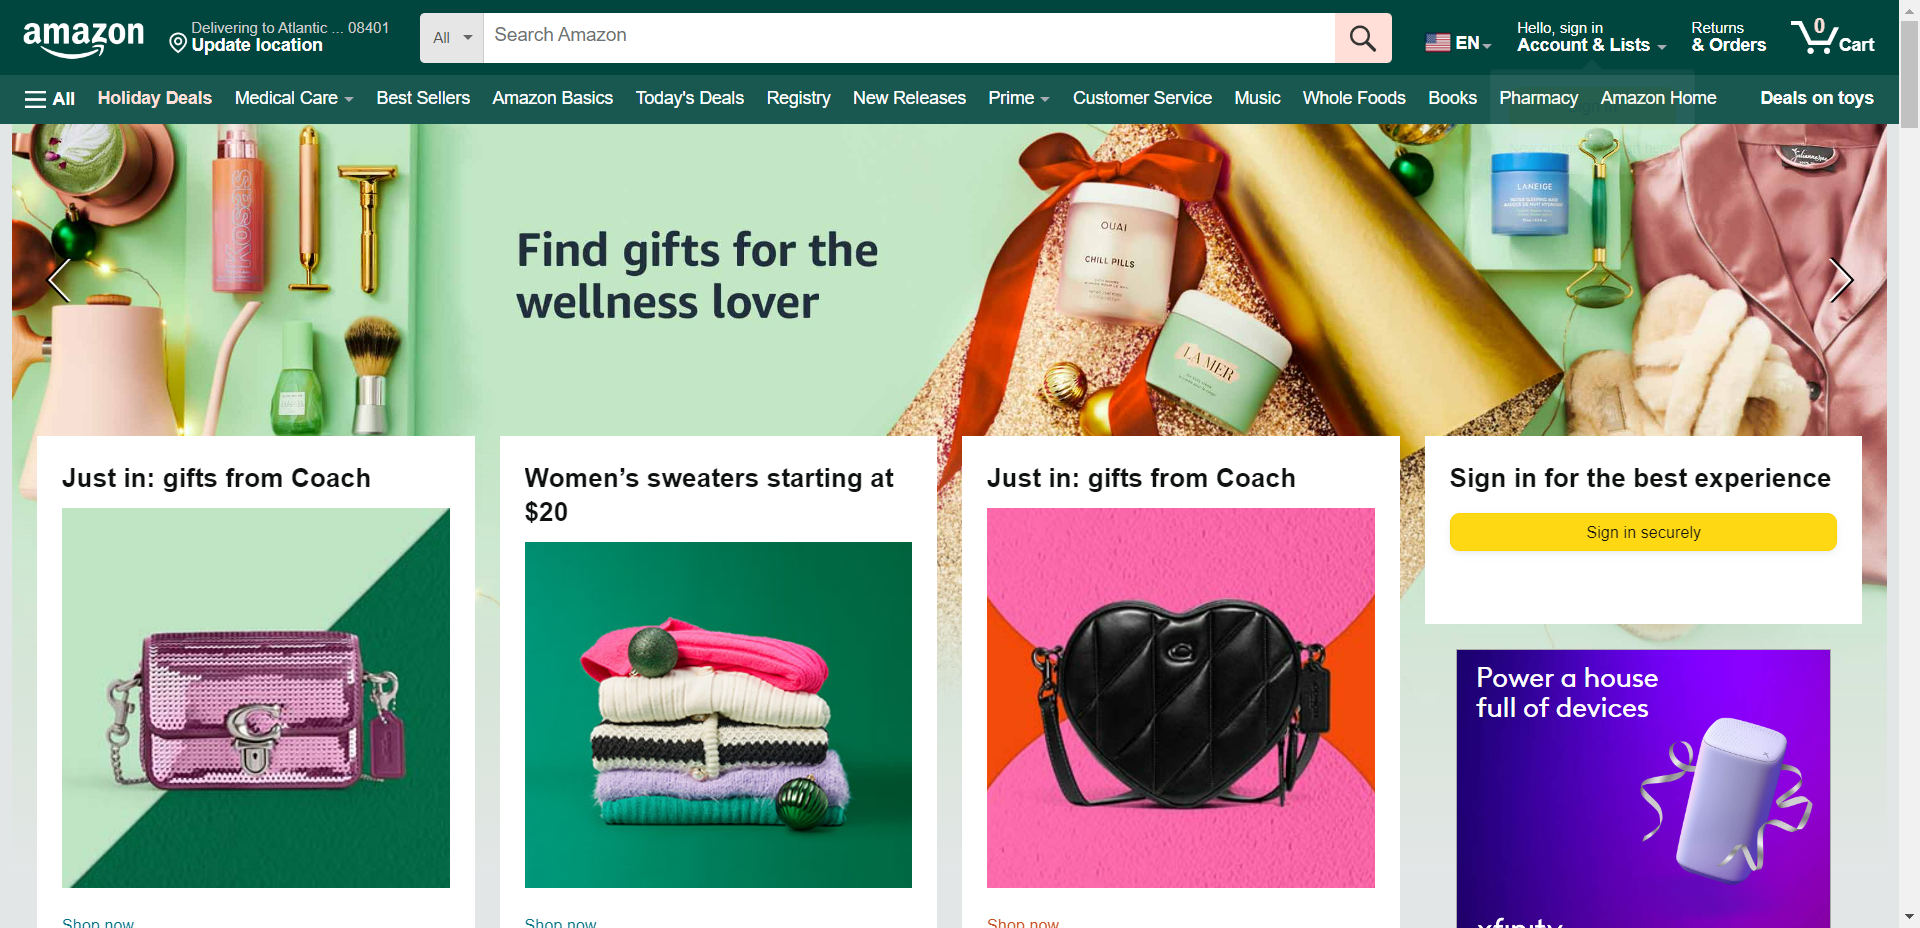 amazon
Delivering to Atlantic ... 08401
Update location
All
Search Amazon
EN
Hello, sign in
Account & Lists
Returns
& Orders
0
Cart
All
Holiday Deals
Medical Care
Best Sellers
Amazon Basics
Today's Deals
Registry
New Releases
Prime
Customer Service
Music
Whole Foods
Books
Pharmacy
Amazon Home
Deals on toys
KOSAS
OUAI
CHILL PILLS
LA MER
LANEIGE
WATER SLEEPING MASK
Find gifts for the
wellness lover
Just in: gifts from Coach
Shop now
Women’s sweaters starting at
$20
Shop now
Just in: gifts from Coach
Shop now
Sign in for the best experience
Sign in securely
Power a house
full of devices
xfinity